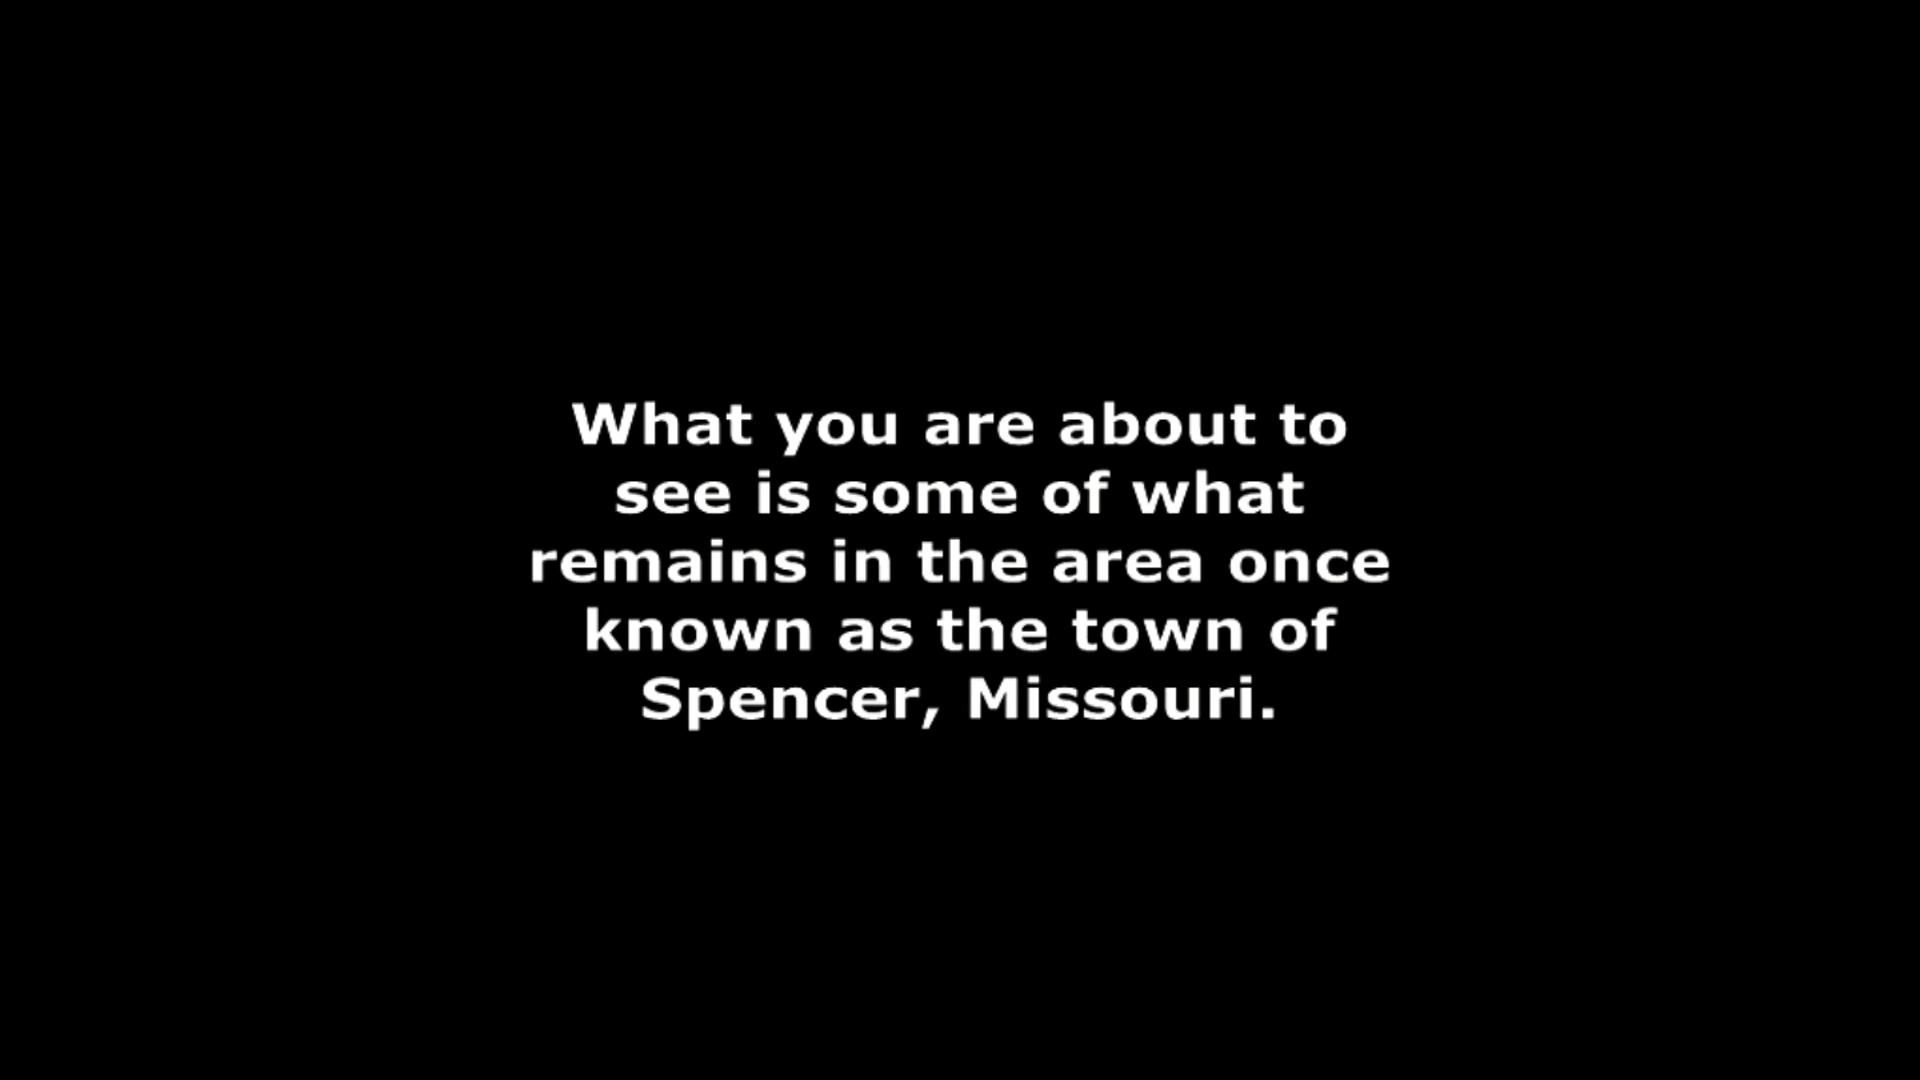 What you are about to
see is some of what
remains in the area once
known as the town of
Spencer, Missouri.